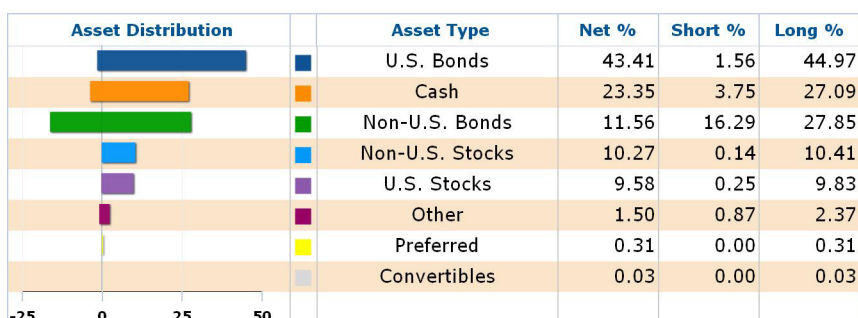 Asset Distribution Asset Type Net % Short % Long %
U.S. Bonds 43.41 1.56 44.97
Cash 23.35 3.75 27.09
Non-U.S. Bonds 11.56 16.29 27.85
Non-U.S. Stocks 10.27 0.14 10.41
U.S. Stocks 9.58 0.25 9.83
Other 1.50 0.87 2.37
Preferred 0.31 0.00 0.31
Convertibles 0.03 0.00 0.03
-25 0 25 50